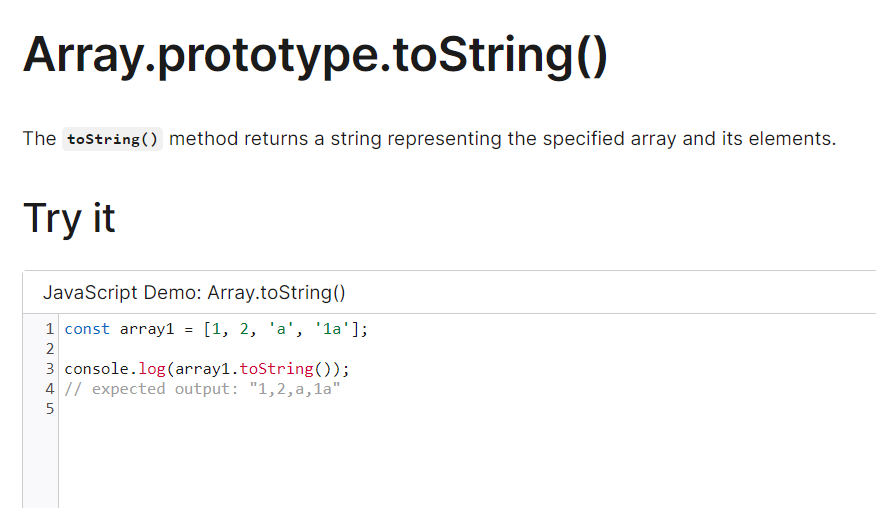 Array.prototype.toString()
The toString() method returns a string representing the specified array and its elements.
Try it
JavaScript Demo: Array.toString()
1 const array1 = [1, 2, 'a', '1a'];
2
3 console.log(array1.toString());
4 // expected output: "1,2,a,1a"
5